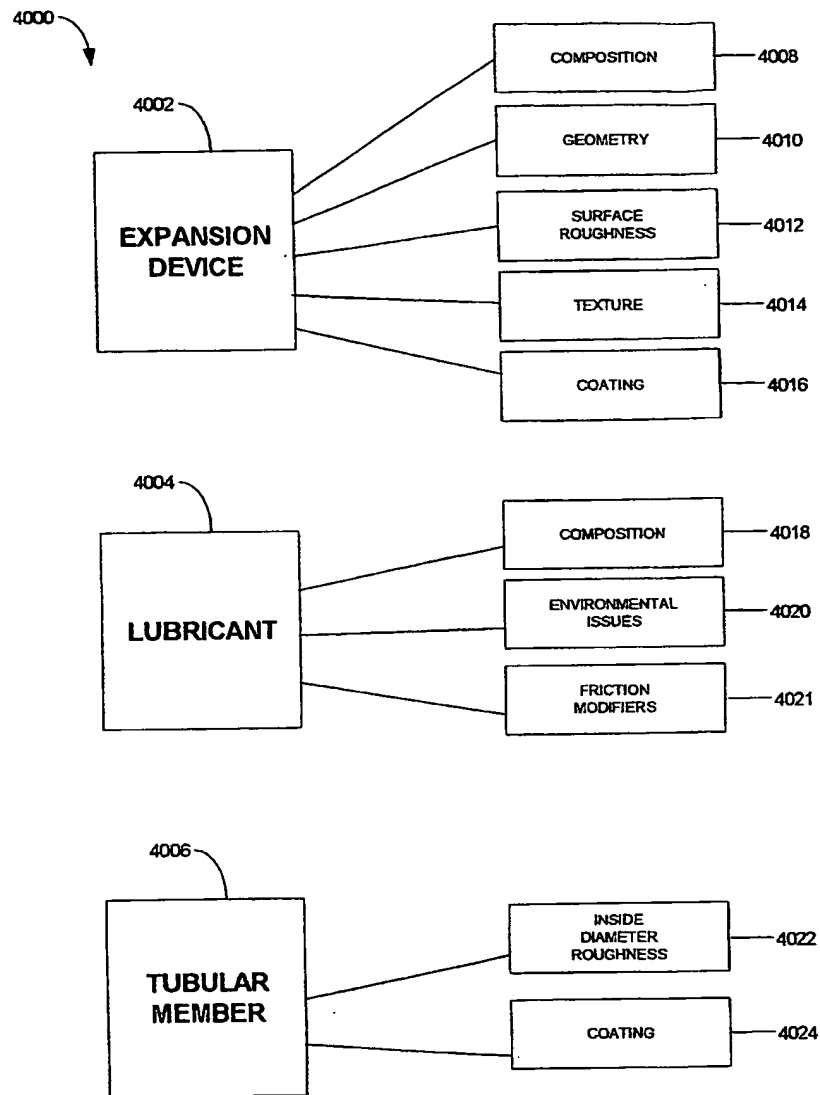 4000
4002
EXPANSION
DEVICE
COMPOSITION
4008
GEOMETRY
4010
SURFACE
ROUGHNESS
4012
TEXTURE
4014
COATING
4016
4004
LUBRICANT
COMPOSITION
4018
ENVIRONMENTAL
ISSUES
4020
FRICTION
MODIFIERS
4021
4006
TUBULAR
MEMBER
INSIDE
DIAMETER
ROUGHNESS
4022
COATING
4024